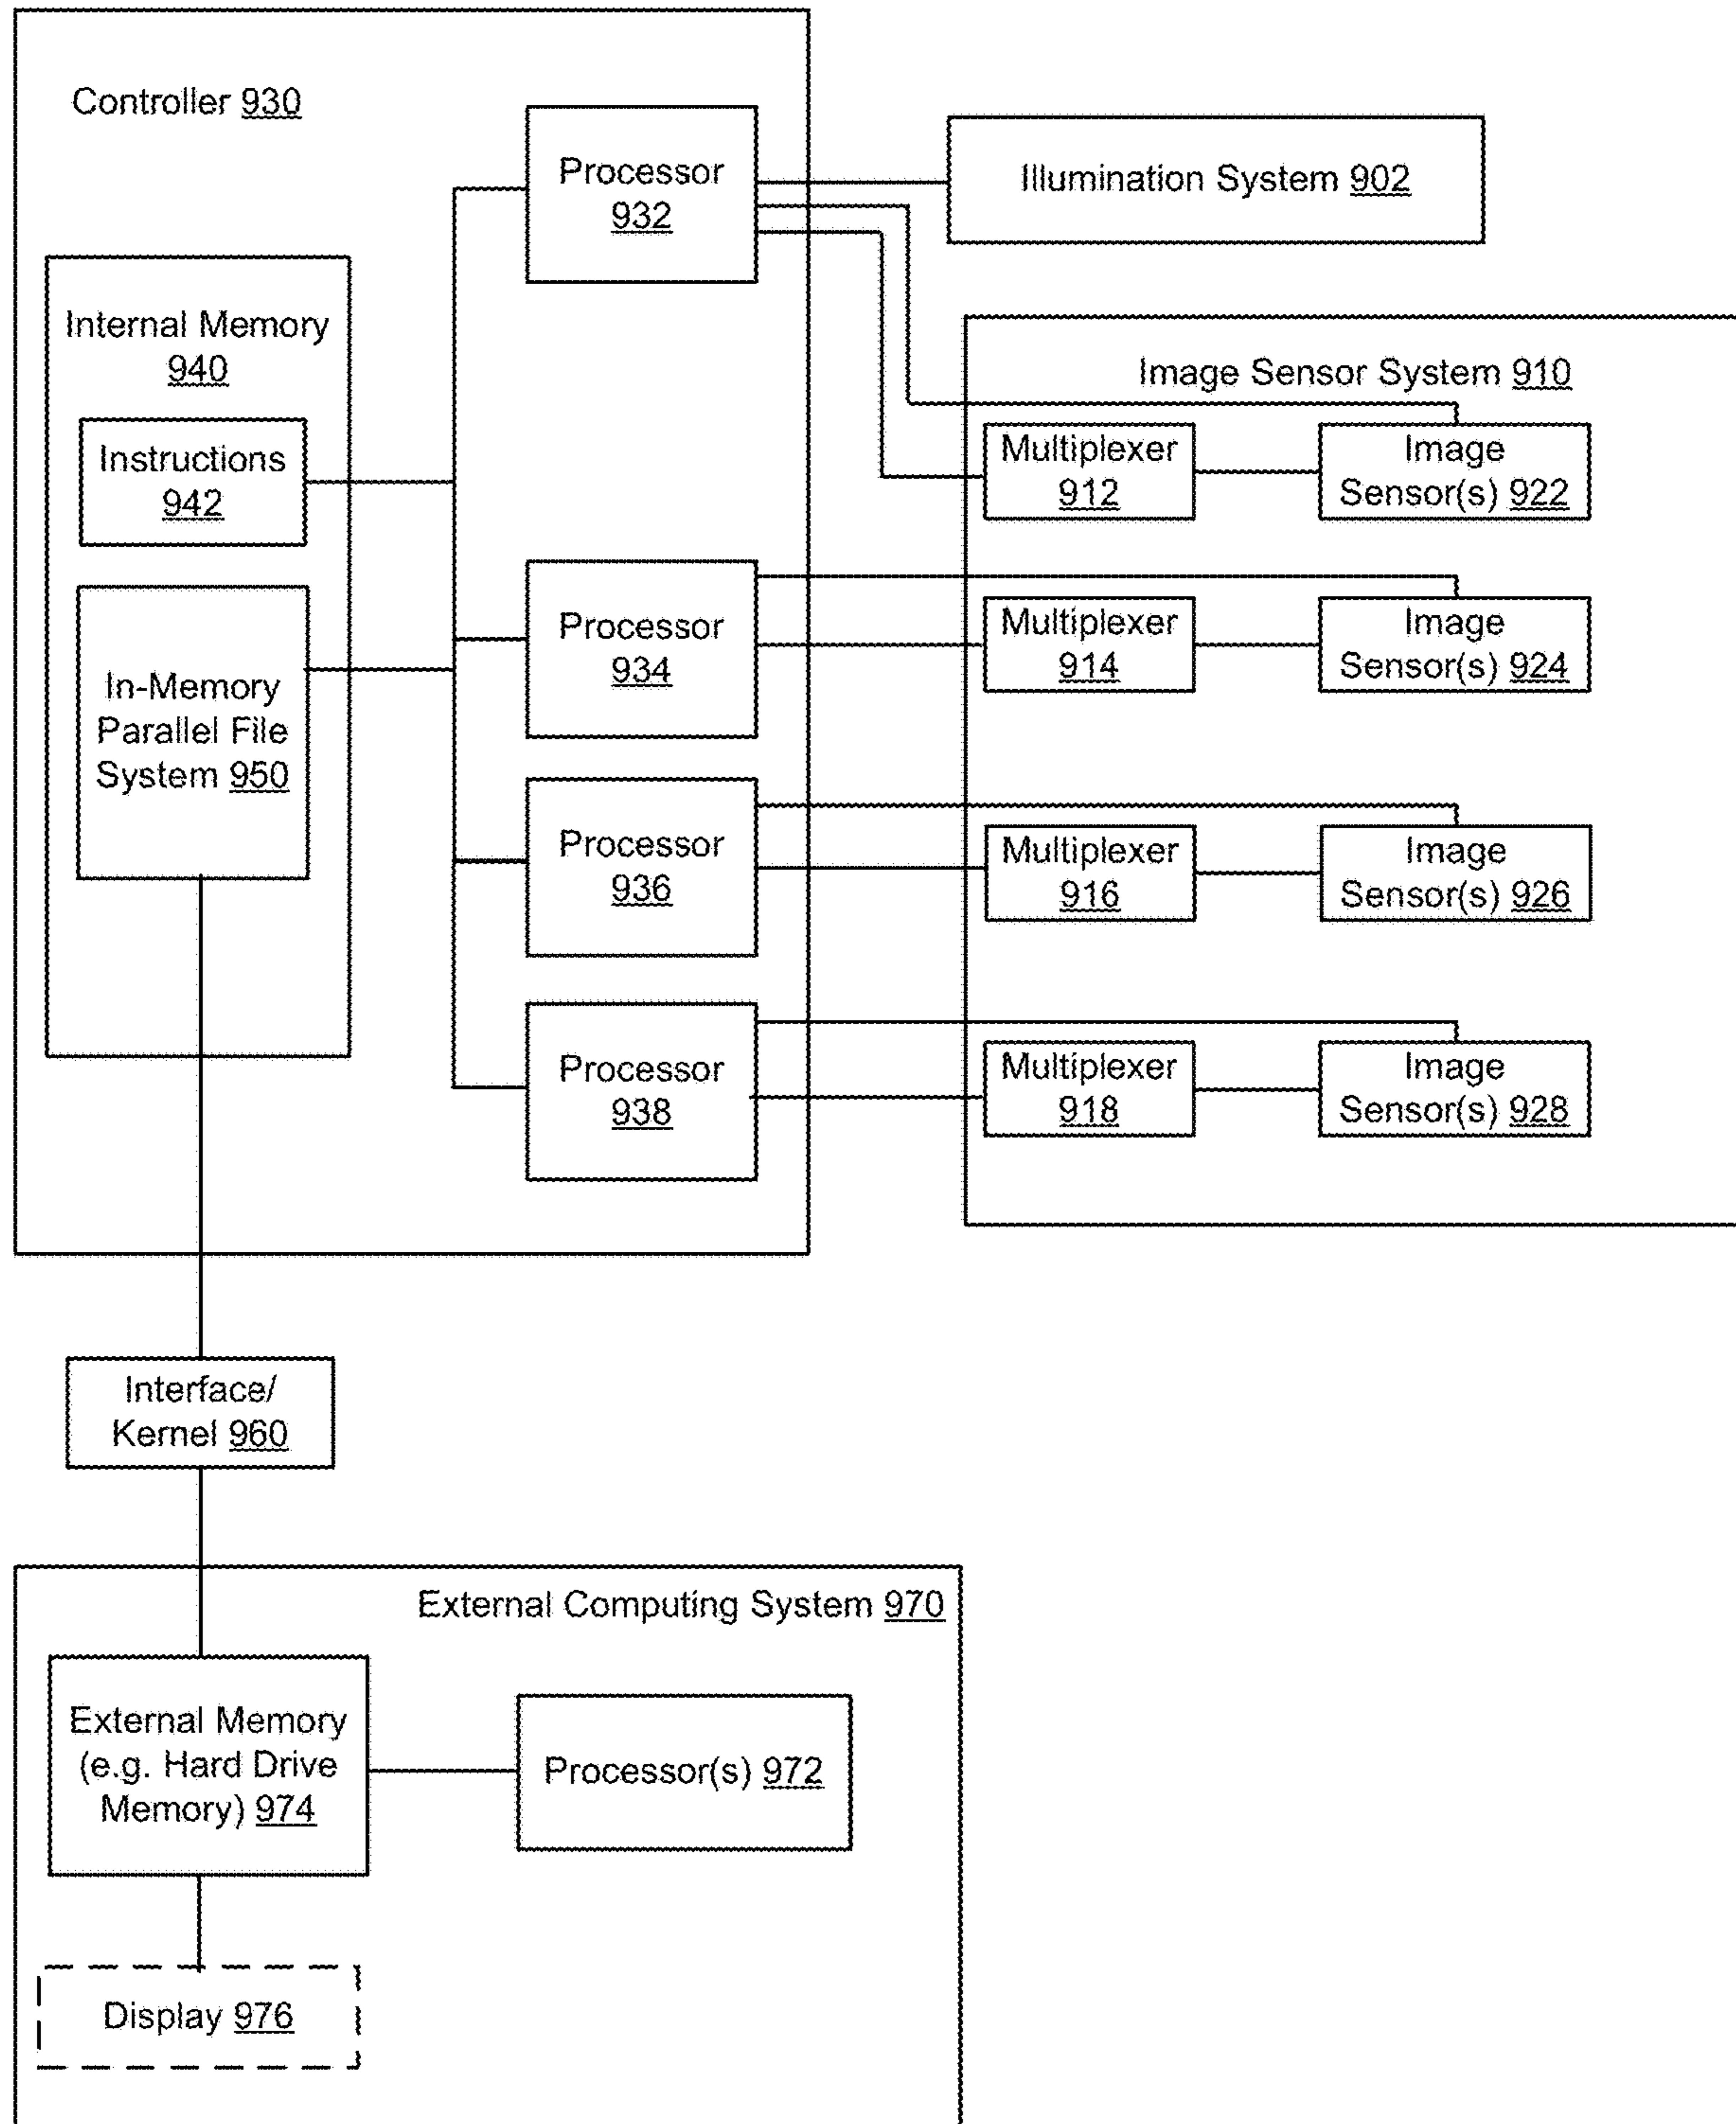 Controller 930
Processor
932
Illumination System 902
Internal Memory
940
Instructions
942
In-Memory
Parallel File
System 950
Image Sensor System 910
Multiplexer
912
Image
Sensor(s) 922
Processor
934
Multiplexer
914
Image
Sensor(s) 924
Processor
936
Multiplexer
916
Image
Sensor(s) 926
Processor
938
Multiplexer
918
Image
Sensor(s) 928
Interface/
Kernel 960
External Computing System 970
External Memory
(e.g. Hard Drive
Memory) 974
Processor(s) 972
Display 976